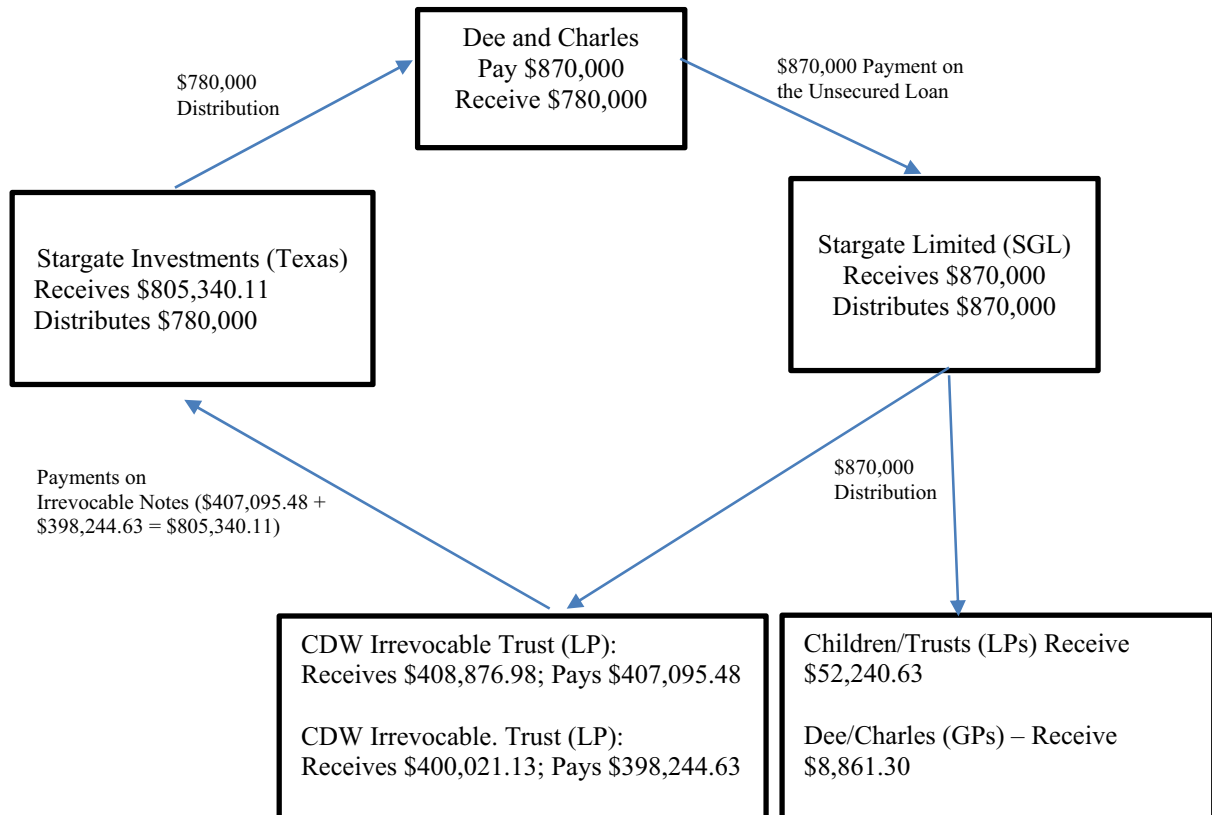 Dee and Charles
Pay $870,000
Receive $780,000
$780,000
Distribution
$870,000 Payment on
the Unsecured Loan
Stargate Investments (Texas)
Receives $805,340.11
Distributes $780,000
Stargate Limited (SGL)
Receives $870,000
Distributes $870,000
Payments on
Irrevocable Notes ($407,095.48 +
$398,244.63 = $805,340.11)
$870,000
Distribution
CDW Irrevocable Trust (LP):
Receives $408,876.98; Pays $407,095.48
CDW Irrevocable. Trust (LP):
Receives $400,021.13; Pays $398,244.63
Children/Trusts (LPs) Receive
$52,240.63
Dee/Charles (GPs) – Receive
$8,861.30